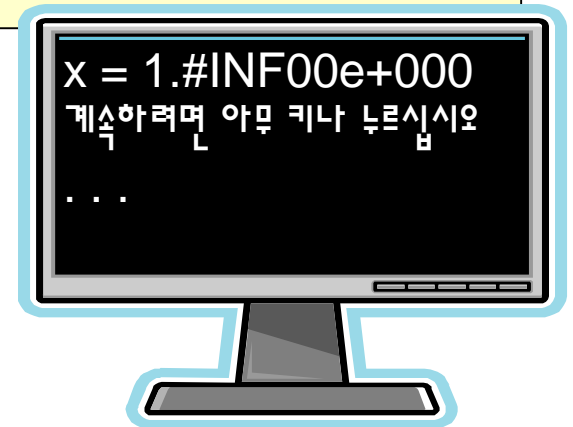 x = 1.#INF00e+000
계속하려면 아무 키나 누르십시오
. . .